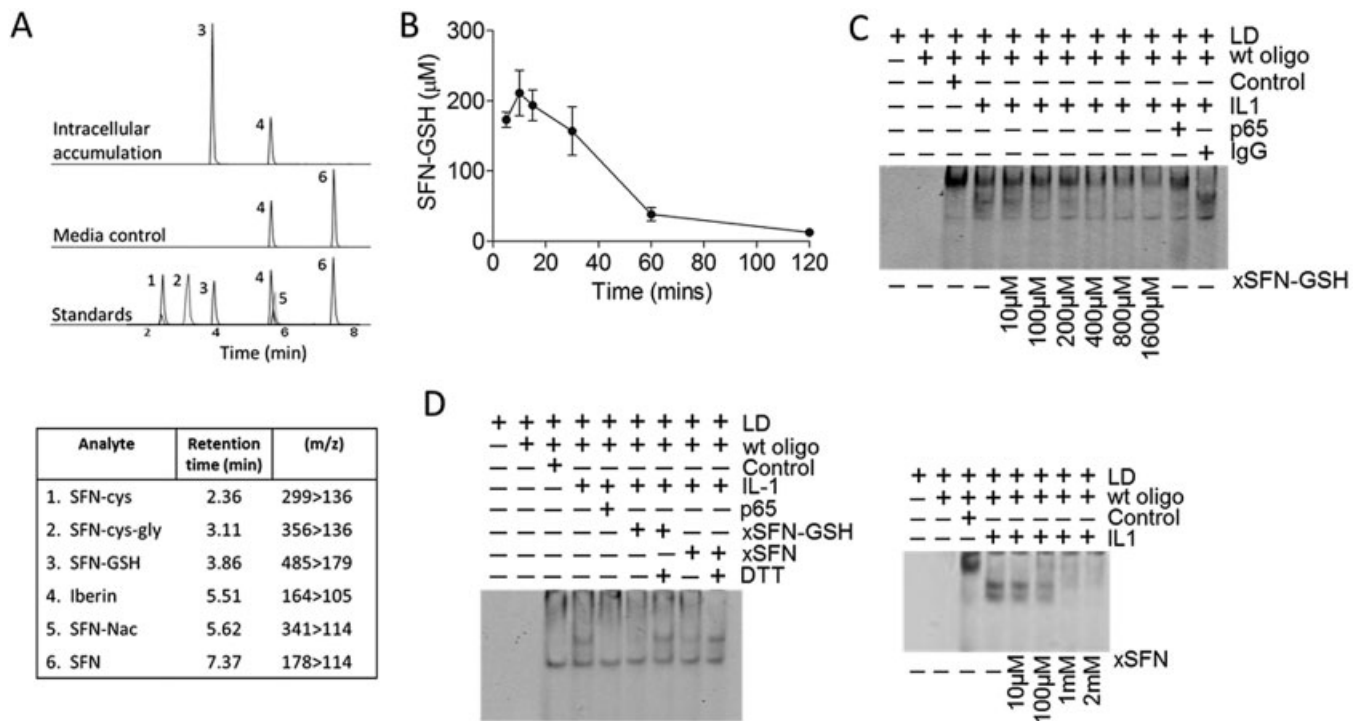 A
3
4
Intracellular
accumulation
6
4
Media control
1
2
3
4
5
6
Standards
2 4 6 8
Time (min)
Analyte Retention time (min) (m/z)
1. SFN-cys 2.36 299>136
2. SFN-cys-gly 3.11 356>136
3. SFN-GSH 3.86 485>179
4. Iberin 5.51 164>105
5. SFN-Nac 5.62 341>114
6. SFN 7.37 178>114
B
SFN-GSH (µM)
300
200
100
0
0 20 40 60 80 100 120
Time (mins)
C
+ + + + + + + + + + + + LD
– + + + + + + + + + + + wt oligo
– – + – – – – – – – – – Control
– – – + + + + + + + + + IL1
– – – – – – – – – – + – p65
– – – – – – – – – – – + IgG
– – – – 10µM 100µM 200µM 400µM 800µM 1600µM – – xSFN-GSH
D
+ + + + + + + + + LD
– + + + + + + + + wt oligo
– – + – – – – – – Control
– – – + + + + + + IL-1
– – – – + – – – – p65
– – – – – + + – – xSFN-GSH
– – – – – – – + + xSFN
– – – – – – + – + DTT
+ + + + + + + + LD
– + + + + + + + wt oligo
– – + – – – – – Control
– – – + + + + + IL1
– – – – 10µM 100µM 1mM 2mM xSFN